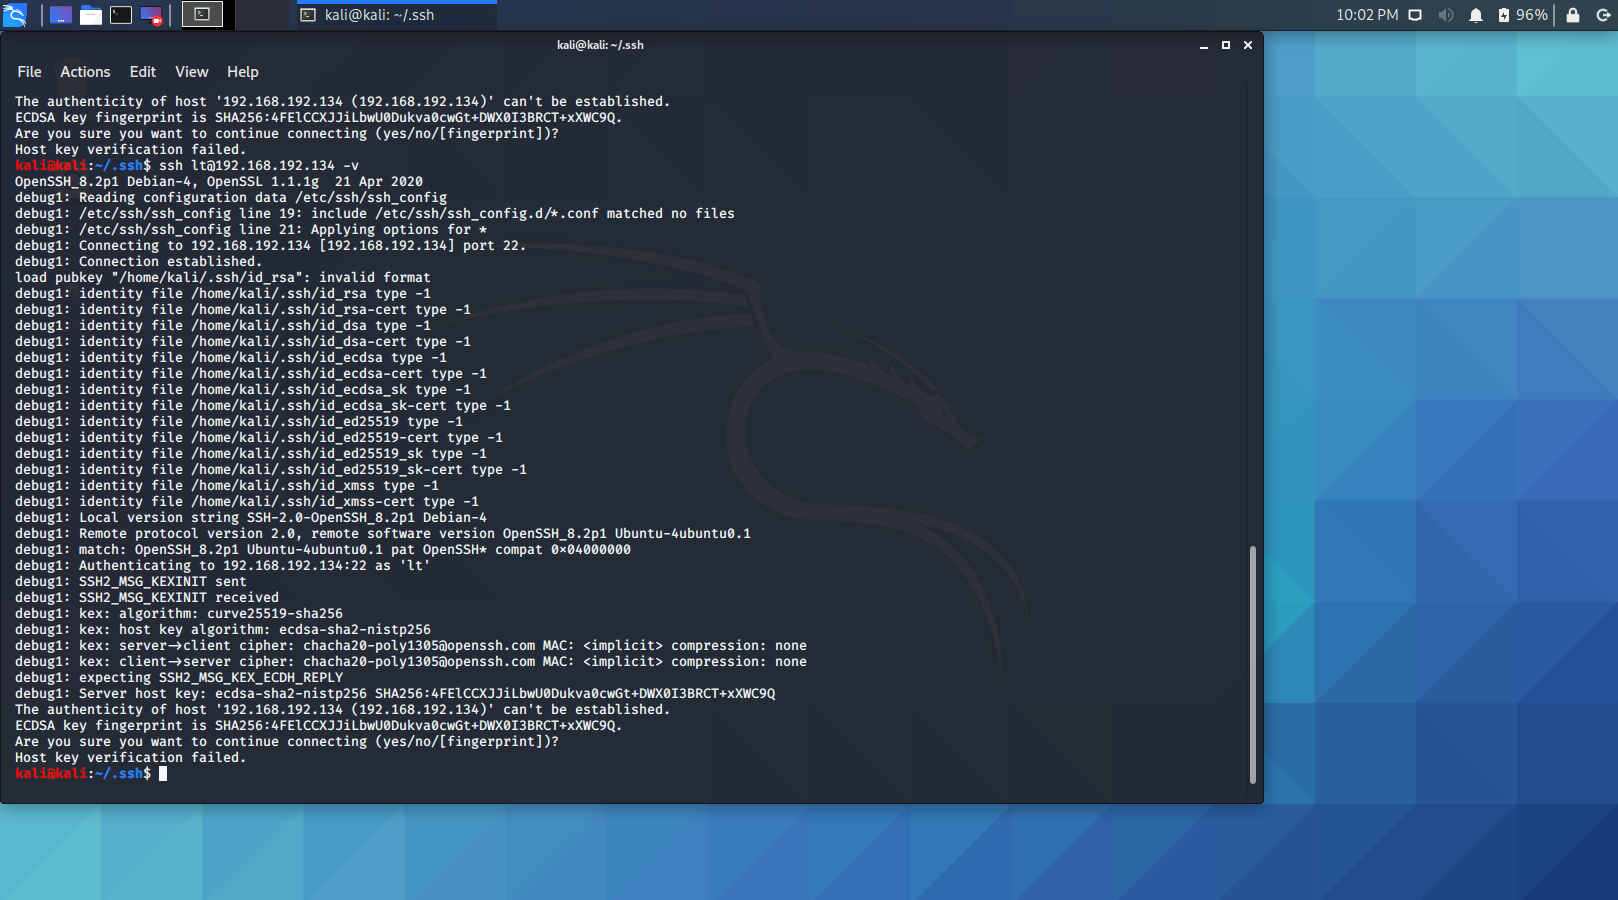 kali@kali: ~/.ssh
10:02 PM
96%
kali@kali: ~/.ssh
File Actions Edit View Help
The authenticity of host '192.168.192.134 (192.168.192.134)' can't be established.
ECDSA key fingerprint is SHA256:4FElCCXJJiLbwU0Dukva0cwGt+DWX0I3BRCT+xXWC9Q.
Are you sure you want to continue connecting (yes/no/[fingerprint])?
Host key verification failed.
kali@kali:~/.ssh$ ssh lt@192.168.192.134 -v
OpenSSH_8.2p1 Debian-4, OpenSSL 1.1.1g  21 Apr 2020
debug1: Reading configuration data /etc/ssh/ssh_config
debug1: /etc/ssh/ssh_config line 19: include /etc/ssh/ssh_config.d/*.conf matched no files
debug1: /etc/ssh/ssh_config line 21: Applying options for *
debug1: Connecting to 192.168.192.134 [192.168.192.134] port 22.
debug1: Connection established.
load pubkey "/home/kali/.ssh/id_rsa": invalid format
debug1: identity file /home/kali/.ssh/id_rsa type -1
debug1: identity file /home/kali/.ssh/id_rsa-cert type -1
debug1: identity file /home/kali/.ssh/id_dsa type -1
debug1: identity file /home/kali/.ssh/id_dsa-cert type -1
debug1: identity file /home/kali/.ssh/id_ecdsa type -1
debug1: identity file /home/kali/.ssh/id_ecdsa-cert type -1
debug1: identity file /home/kali/.ssh/id_ecdsa_sk type -1
debug1: identity file /home/kali/.ssh/id_ecdsa_sk-cert type -1
debug1: identity file /home/kali/.ssh/id_ed25519 type -1
debug1: identity file /home/kali/.ssh/id_ed25519-cert type -1
debug1: identity file /home/kali/.ssh/id_ed25519_sk type -1
debug1: identity file /home/kali/.ssh/id_ed25519_sk-cert type -1
debug1: identity file /home/kali/.ssh/id_xmss type -1
debug1: identity file /home/kali/.ssh/id_xmss-cert type -1
debug1: Local version string SSH-2.0-OpenSSH_8.2p1 Debian-4
debug1: Remote protocol version 2.0, remote software version OpenSSH_8.2p1 Ubuntu-4ubuntu0.1
debug1: match: OpenSSH_8.2p1 Ubuntu-4ubuntu0.1 pat OpenSSH* compat 0×04000000
debug1: Authenticating to 192.168.192.134:22 as 'lt'
debug1: SSH2_MSG_KEXINIT sent
debug1: SSH2_MSG_KEXINIT received
debug1: kex: algorithm: curve25519-sha256
debug1: kex: host key algorithm: ecdsa-sha2-nistp256
debug1: kex: server→client cipher: chacha20-poly1305@openssh.com MAC: <implicit> compression: none
debug1: kex: client→server cipher: chacha20-poly1305@openssh.com MAC: <implicit> compression: none
debug1: expecting SSH2_MSG_KEX_ECDH_REPLY
debug1: Server host key: ecdsa-sha2-nistp256 SHA256:4FElCCXJJiLbwU0Dukva0cwGt+DWX0I3BRCT+xXWC9Q
The authenticity of host '192.168.192.134 (192.168.192.134)' can't be established.
ECDSA key fingerprint is SHA256:4FElCCXJJiLbwU0Dukva0cwGt+DWX0I3BRCT+xXWC9Q.
Are you sure you want to continue connecting (yes/no/[fingerprint])?
Host key verification failed.
kali@kali:~/.ssh$